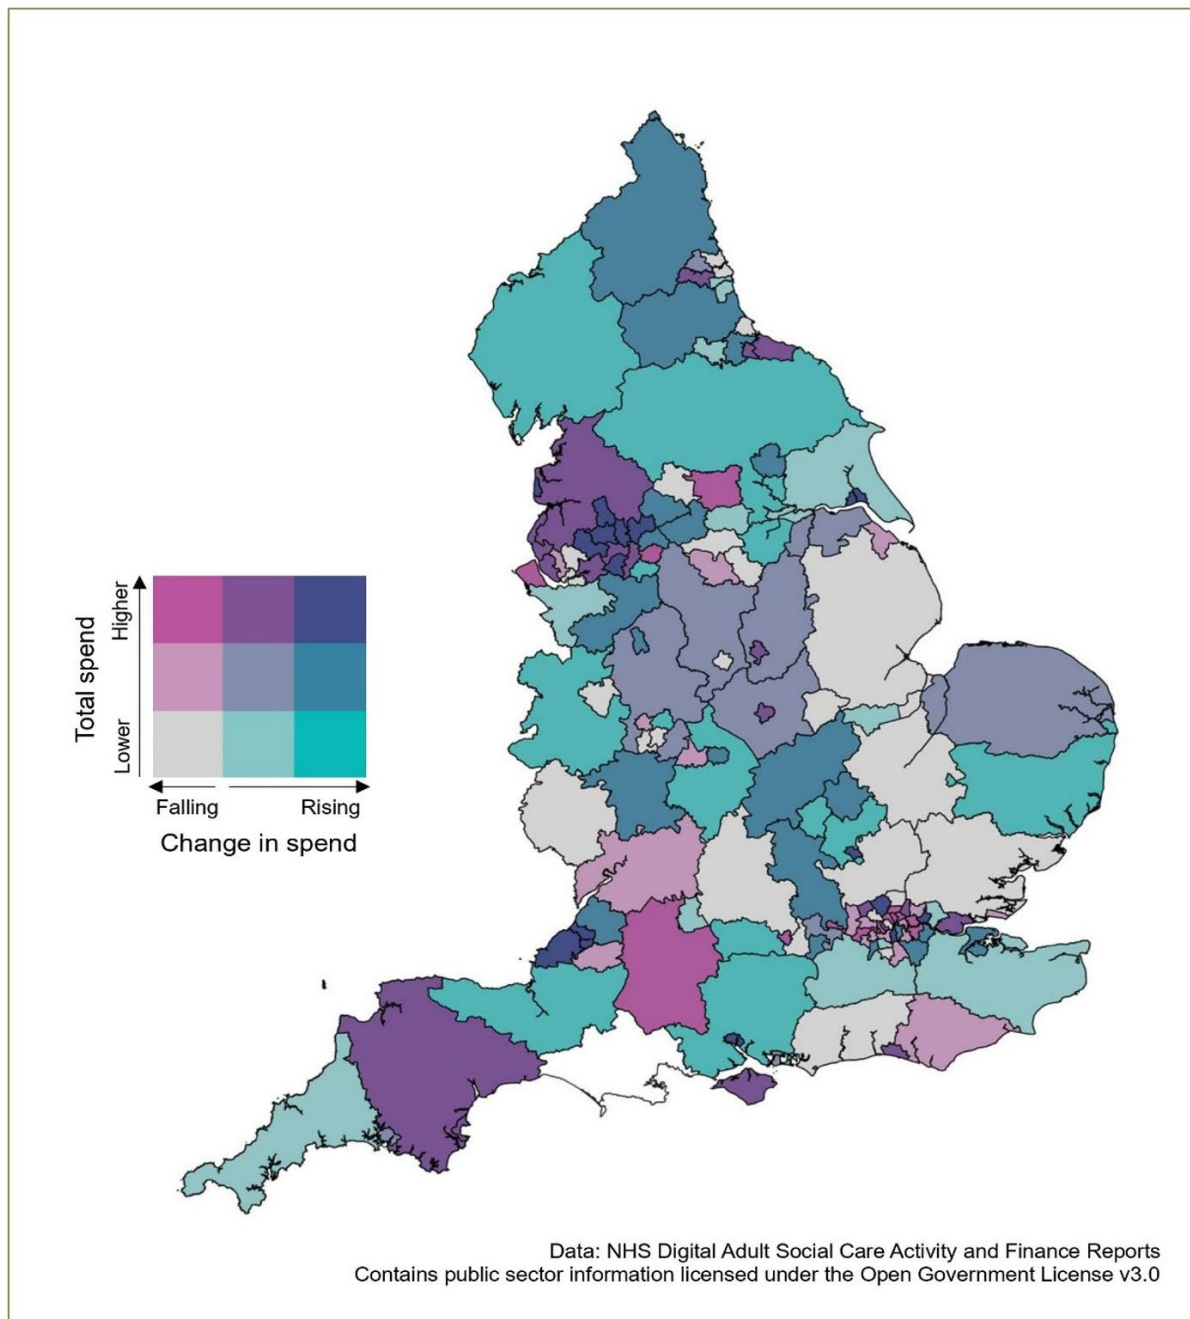 Total spend
Higher
Lower
Falling
Rising
Change in spend
Data: NHS Digital Adult Social Care Activity and Finance Reports
Contains public sector information licensed under the Open Government License v3.0